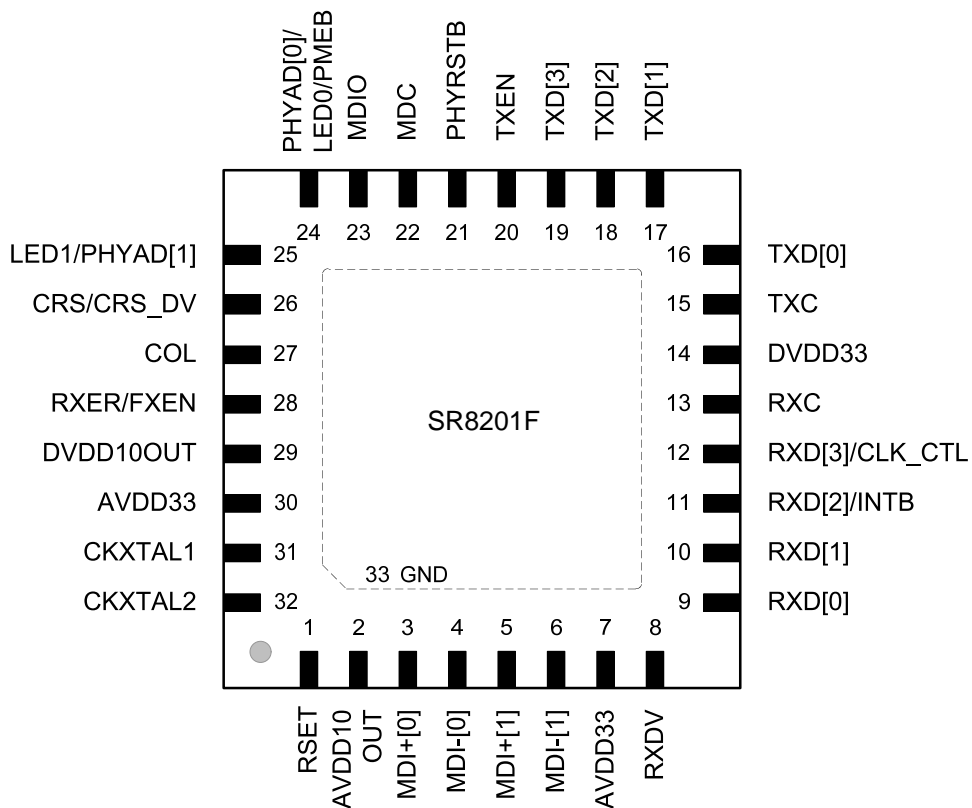 PHYAD[0]/
LED0/PMEB
MDIO
MDC
PHYRSTB
TXEN
TXD[3]
TXD[2]
TXD[1]
24 23 22 21 20 19 18 17
LED1/PHYAD[1] 25
CRS/CRS_DV 26
COL 27
RXER/FXEN 28
DVDD10OUT 29
AVDD33 30
CKXTAL1 31
CKXTAL2 32
16 TXD[0]
15 TXC
14 DVDD33
13 RXC
12 RXD[3]/CLK_CTL
11 RXD[2]/INTB
10 RXD[1]
9 RXD[0]
SR8201F
33 GND
1 2 3 4 5 6 7 8
RSET
AVDD10
OUT
MDI+[0]
MDI-[0]
MDI+[1]
MDI-[1]
AVDD33
RXDV